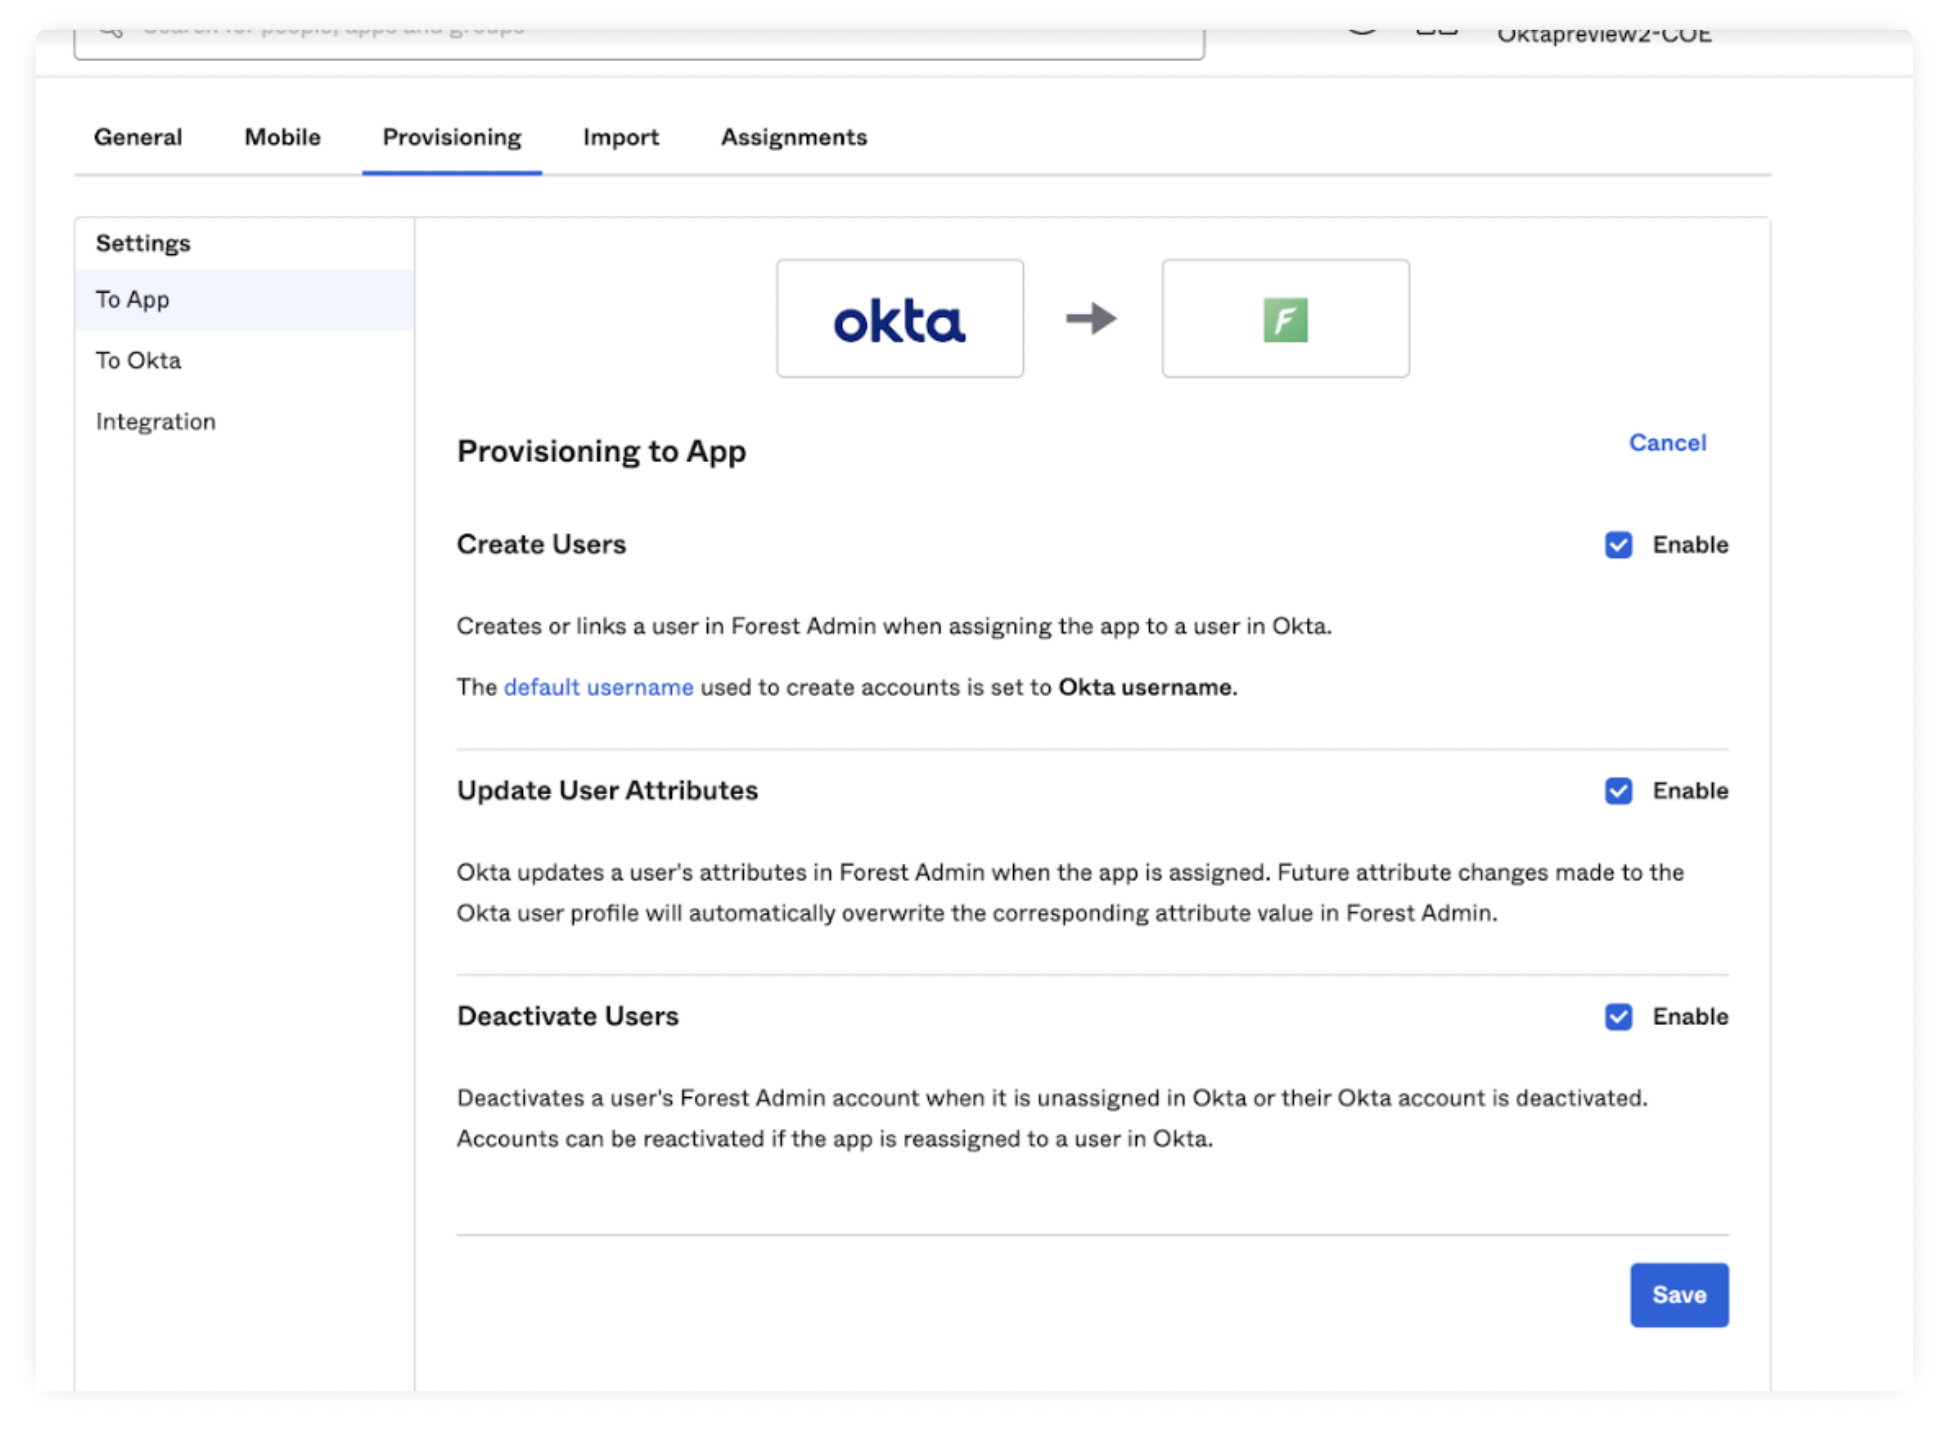 Search for people, apps and groups
Oktapreview2-COE
General
Mobile
Provisioning
Import
Assignments
Settings
To App
To Okta
Integration
okta
F
Provisioning to App
Cancel
Create Users
Enable
Creates or links a user in Forest Admin when assigning the app to a user in Okta.
The default username used to create accounts is set to Okta username.
Update User Attributes
Enable
Okta updates a user's attributes in Forest Admin when the app is assigned. Future attribute changes made to the
Okta user profile will automatically overwrite the corresponding attribute value in Forest Admin.
Deactivate Users
Enable
Deactivates a user's Forest Admin account when it is unassigned in Okta or their Okta account is deactivated.
Accounts can be reactivated if the app is reassigned to a user in Okta.
Save